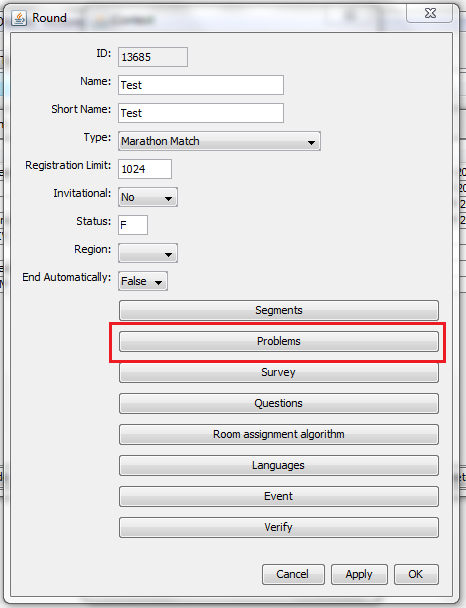 Round
ID: 13685
Name: Test
Short Name: Test
Type: Marathon Match
Registration Limit: 1024
Invitational: No
Status: F
Region:
End Automatically: False
Segments
Problems
Survey
Questions
Room assignment algorithm
Languages
Event
Verify
Cancel Apply OK